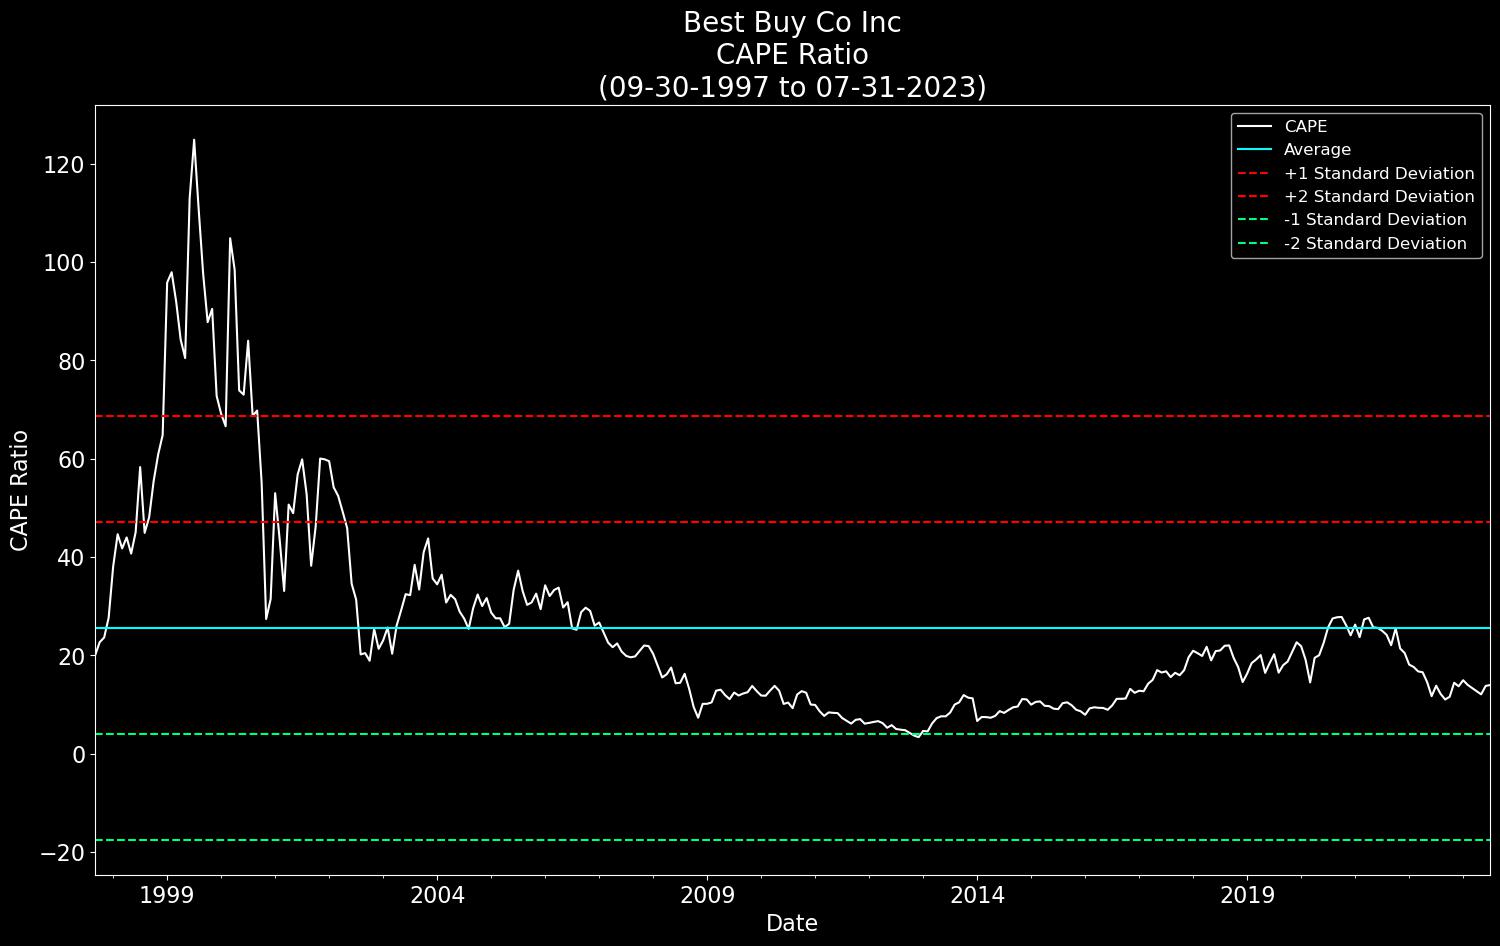 Best Buy Co Inc
CAPE Ratio
(09-30-1997 to 07-31-2023)
CAPE
Average
+1 Standard Deviation
+2 Standard Deviation
-1 Standard Deviation
-2 Standard Deviation
CAPE Ratio
120
100
80
60
40
20
0
−20
1999
2004
2009
2014
2019
Date